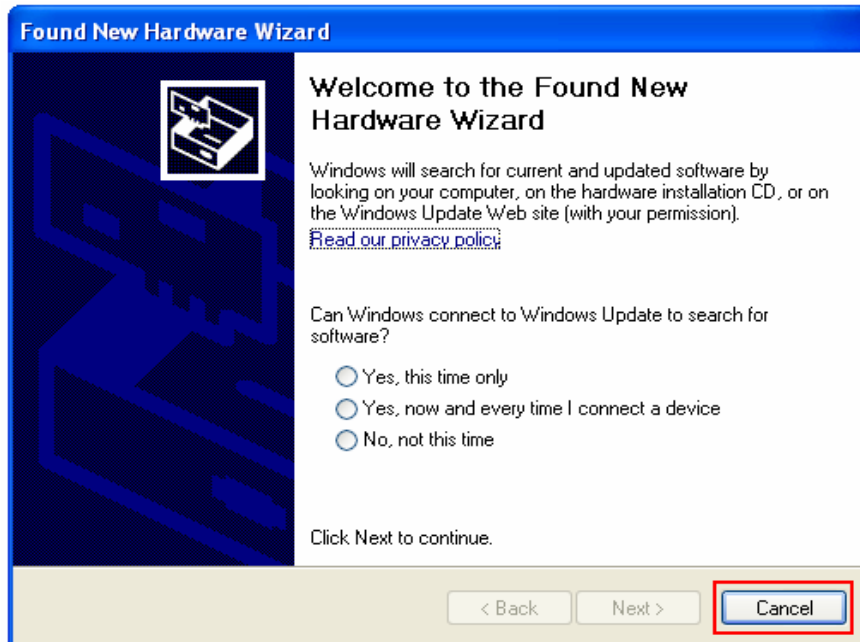 Found New Hardware Wizard
Welcome to the Found New
Hardware Wizard
Windows will search for current and updated software by
looking on your computer, on the hardware installation CD, or on
the Windows Update Web site (with your permission).
Read our privacy policy
Can Windows connect to Windows Update to search for
software?
Yes, this time only
Yes, now and every time I connect a device
No, not this time
Click Next to continue.
< Back Next > Cancel